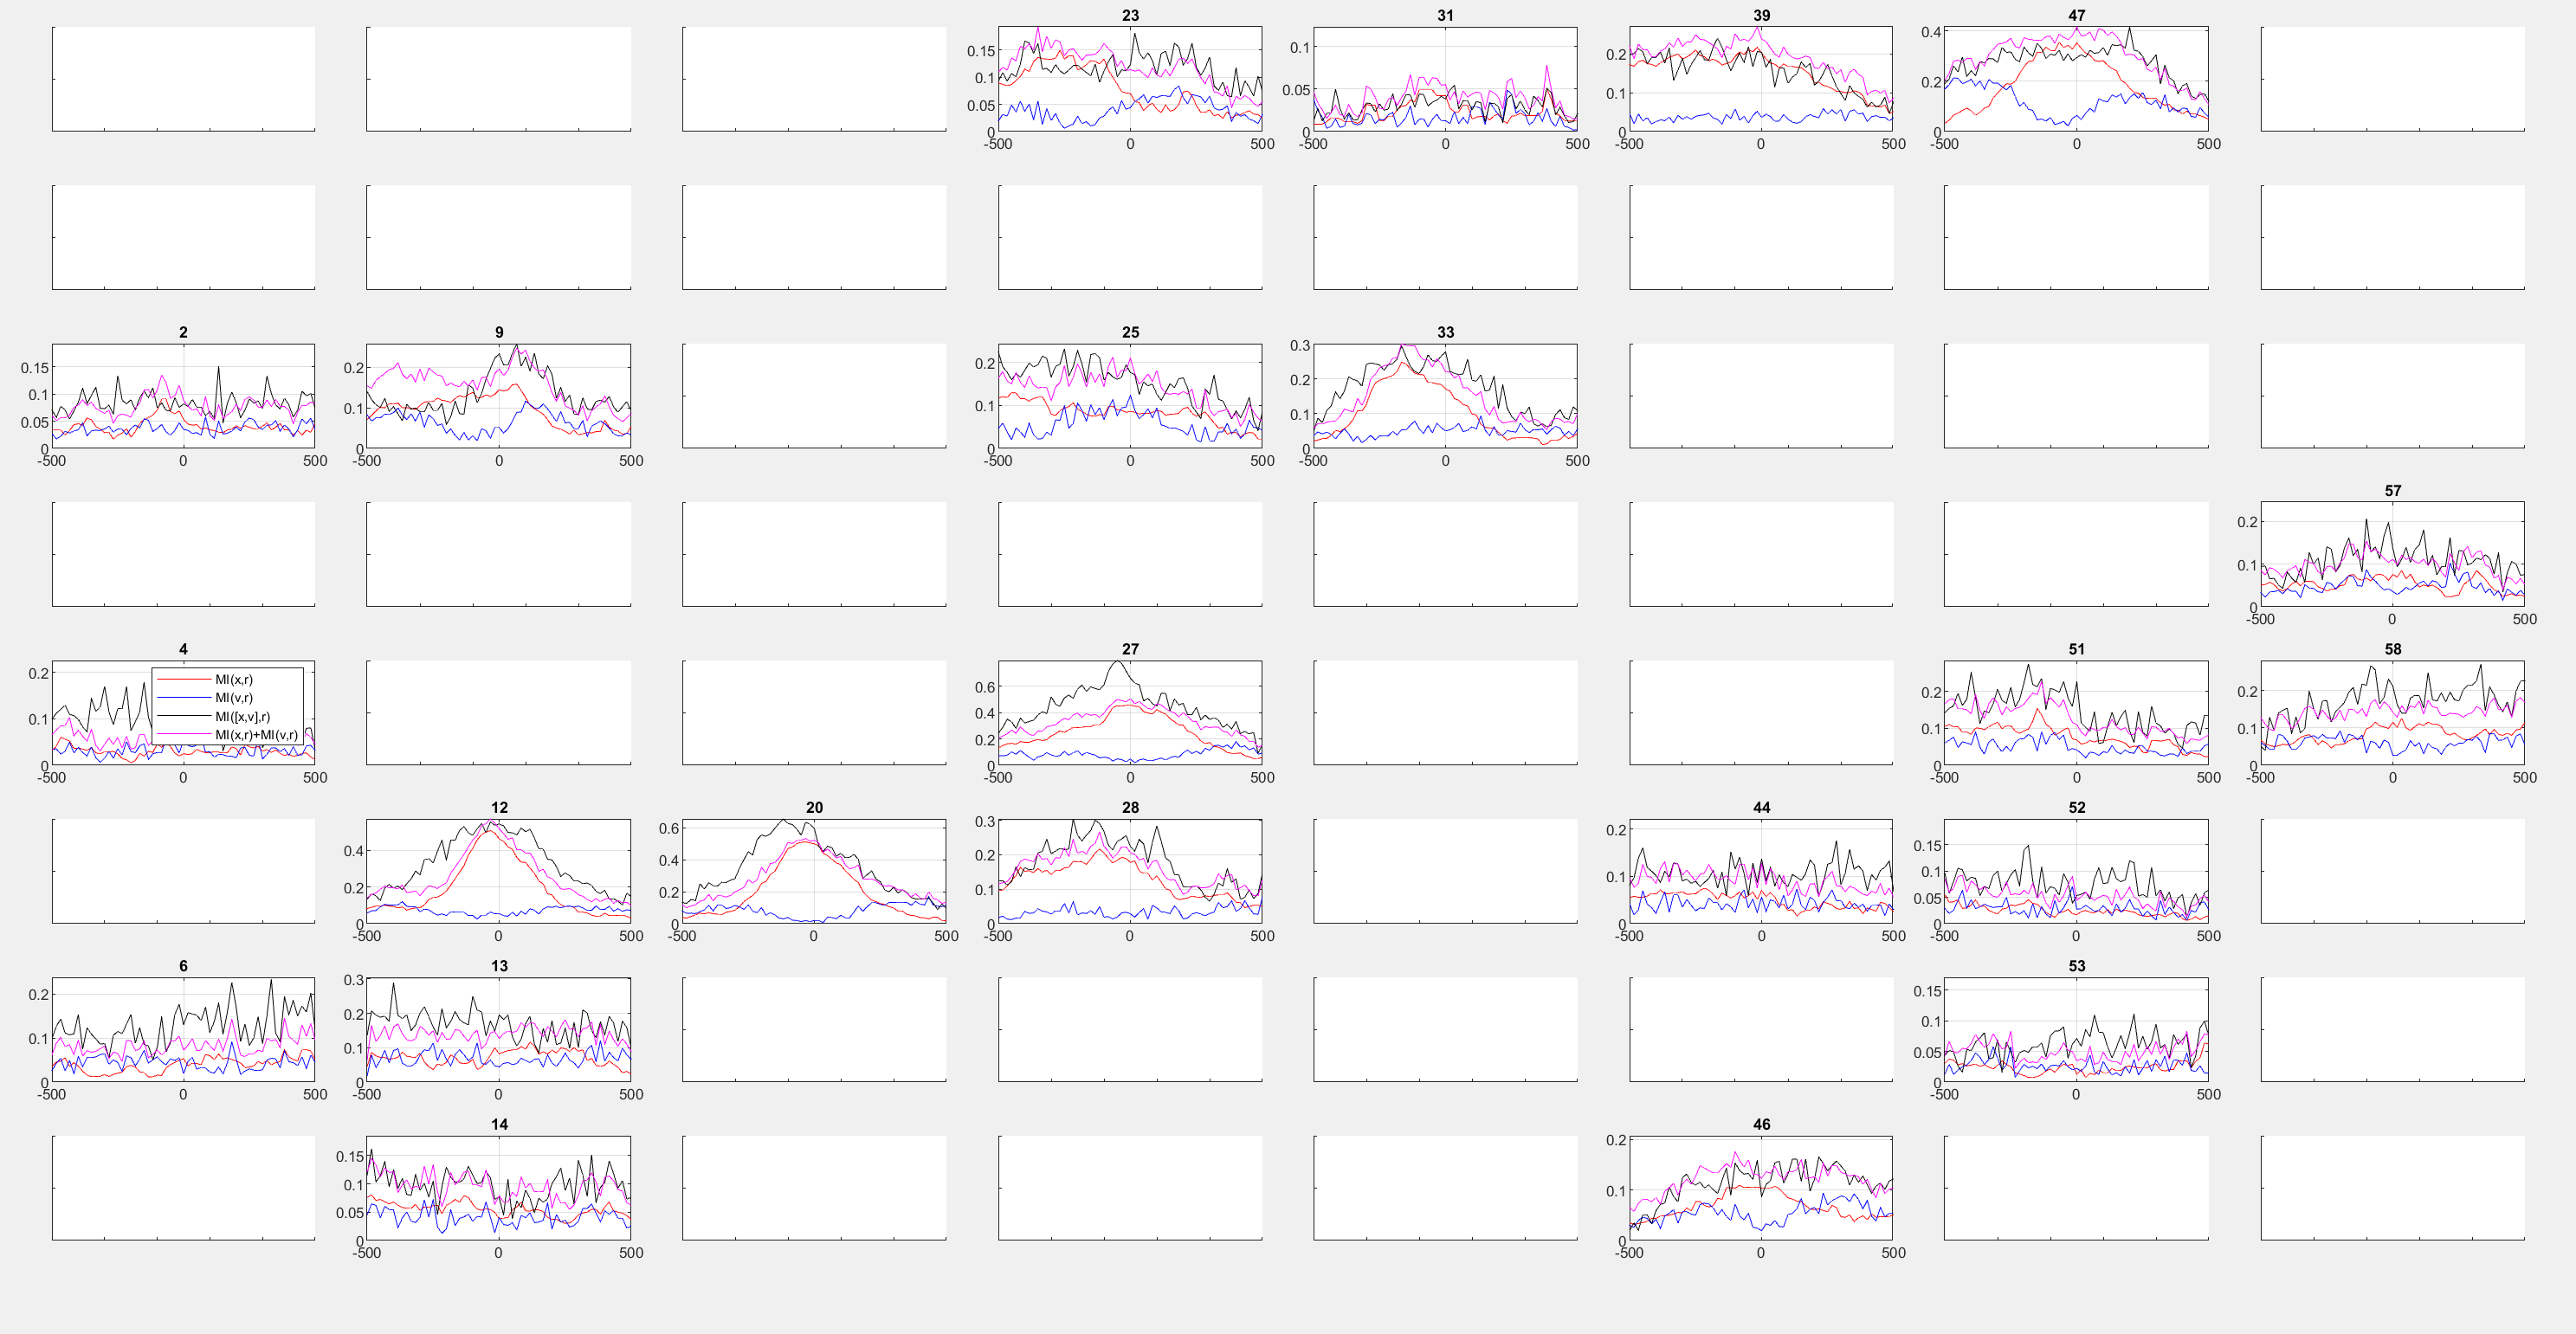 23 31 39 47
0.15 0.1 0.05 0 -500 0 500
0.1 0.05 0 -500 0 500
0.2 0.1 0 -500 0 500
0.4 0.2 0 -500 0 500
2 9 25 33
0.15 0.1 0.05 0 -500 0 500
0.2 0.1 0 -500 0 500
0.2 0.1 0 -500 0 500
0.3 0.2 0.1 0 -500 0 500
57
0.2 0.1 0 -500 0 500
4 27 51 58
0.2 0.1 0 -500 0 500
MI(x,r)
MI(v,r)
MI([x,v],r)
MI(x,r)+MI(v,r)
0.6 0.4 0.2 0 -500 0 500
0.2 0.1 0 -500 0 500
0.2 0.1 0 -500 0 500
12 20 28 44 52
0.4 0.2 0 -500 0 500
0.6 0.4 0.2 0 -500 0 500
0.3 0.2 0.1 0 -500 0 500
0.2 0.1 0 -500 0 500
0.15 0.1 0.05 0 -500 0 500
6 13 53
0.2 0.1 0 -500 0 500
0.3 0.2 0.1 0 -500 0 500
0.15 0.1 0.05 0 -500 0 500
14 46
0.15 0.1 0.05 0 -500 0 500
0.2 0.1 0 -500 0 500